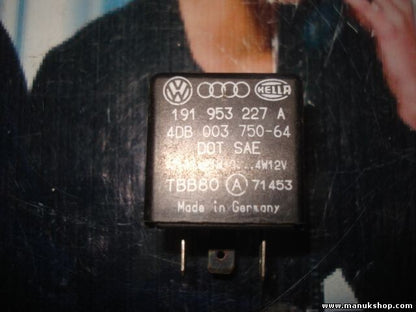 VW HELLA
191 953 227 A
4DB 003 750-64
DOT SAE
4W12V
TBB80 A 71453
Made in Germany
www.manukshop.com